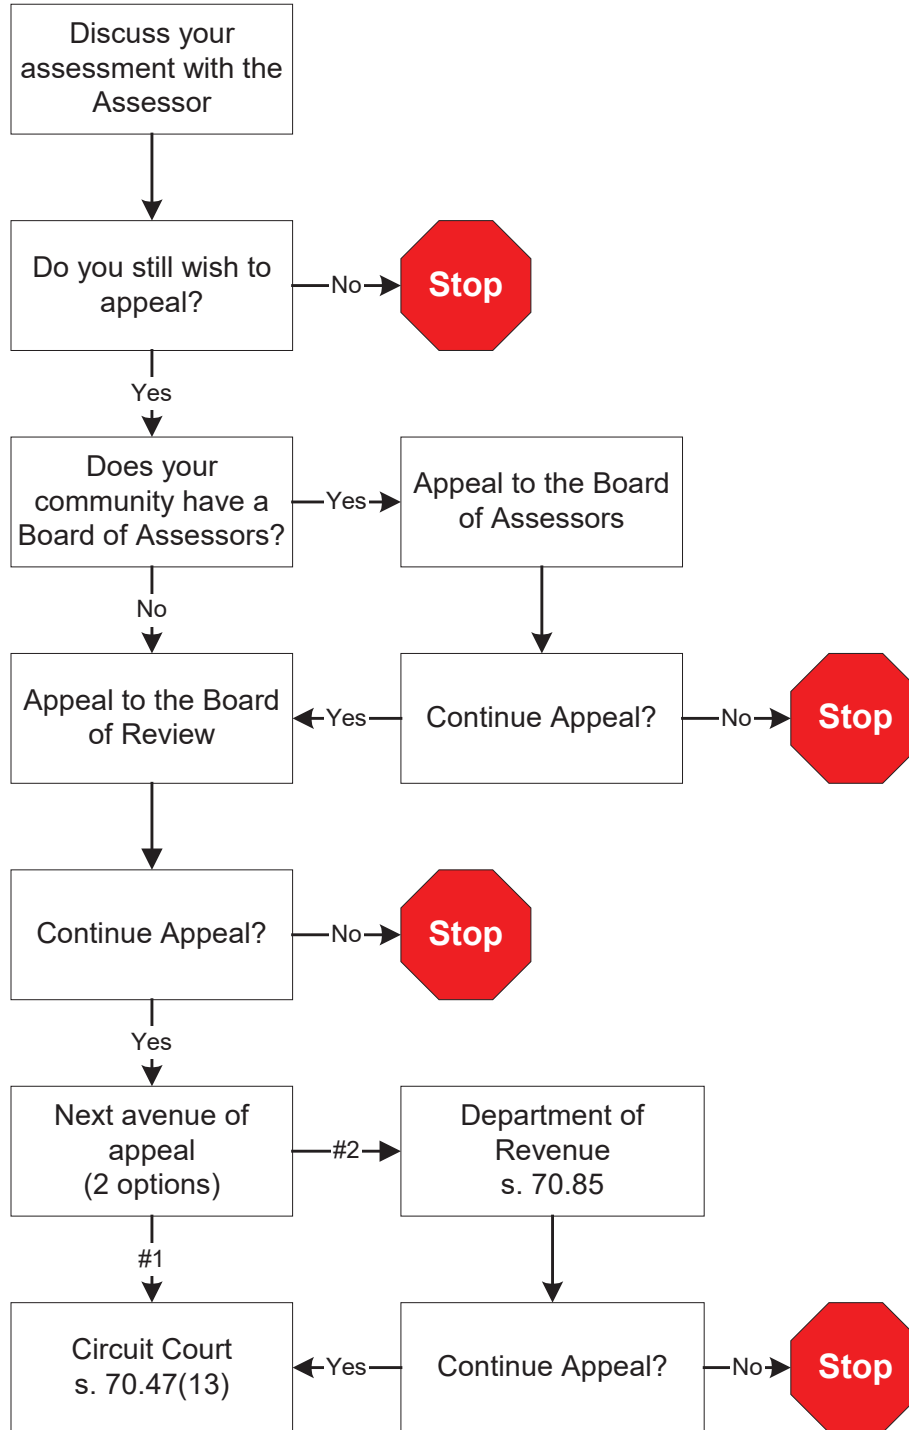 Discuss your
assessment with the
Assessor
Do you still wish to
appeal?
No
Stop
Yes
Does your
community have a
Board of Assessors?
Yes
Appeal to the Board
of Assessors
No
Appeal to the Board
of Review
Yes
Continue Appeal?
No
Stop
Continue Appeal?
No
Stop
Yes
Next avenue of
appeal
(2 options)
#2
Department of
Revenue
s. 70.85
#1
Circuit Court
s. 70.47(13)
Yes
Continue Appeal?
No
Stop